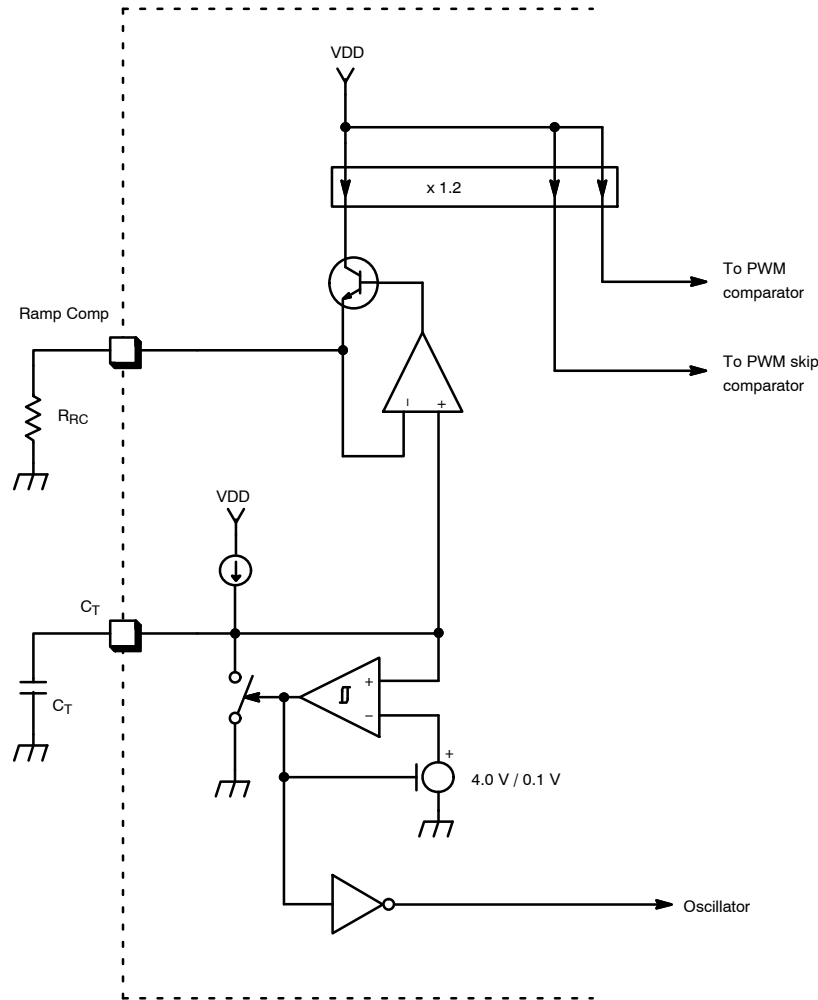 VDD
x 1.2
To PWM
comparator
Ramp Comp
To PWM skip
comparator
–
+
RRC
VDD
CT
+
–
CT
+
4.0 V / 0.1 V
Oscillator